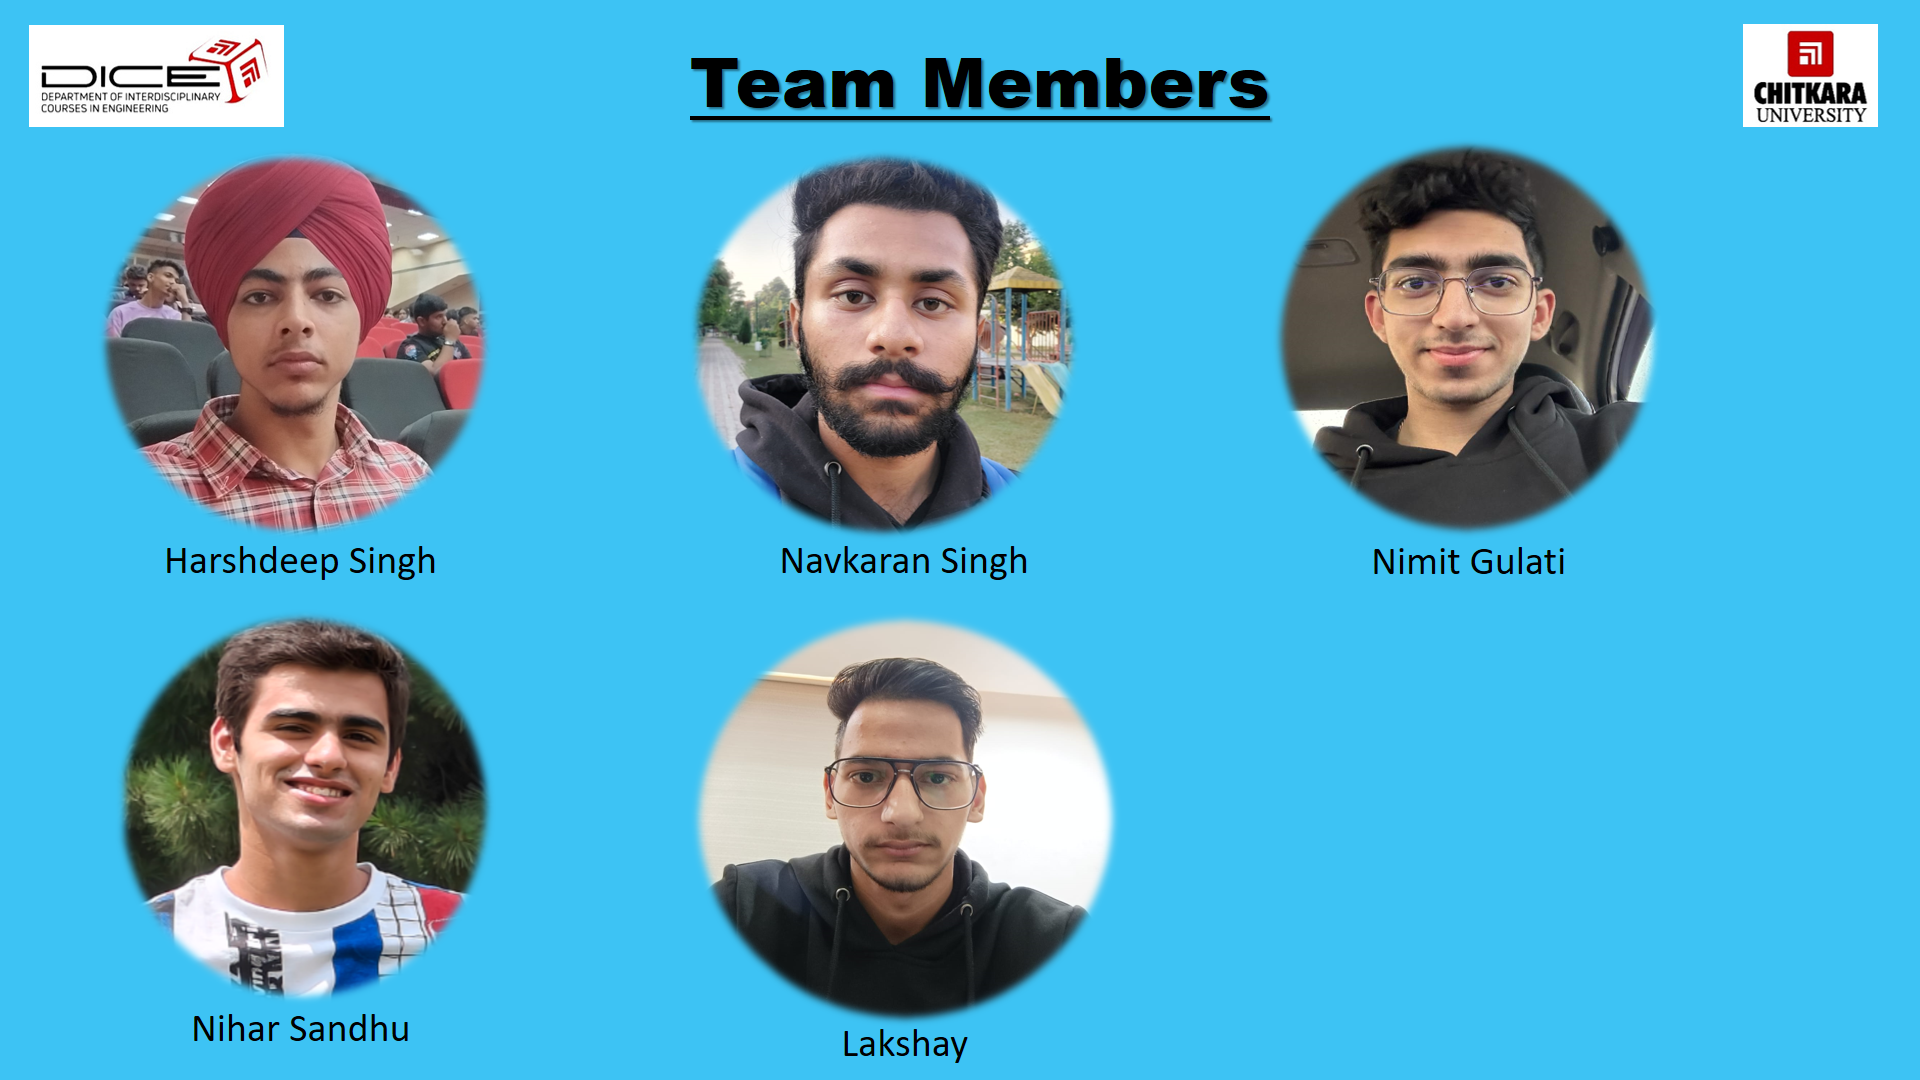 DICE
DEPARTMENT OF INTERDISCIPLINARY
COURSES IN ENGINEERING
Team Members
CHITKARA
UNIVERSITY
Harshdeep Singh
Navkaran Singh
Nimit Gulati
Nihar Sandhu
Lakshay